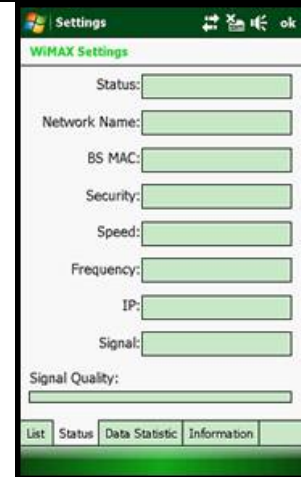 Settings ok
WiMAX Settings
Status:
Network Name:
BS MAC:
Security:
Speed:
Frequency:
IP:
Signal:
Signal Quality:
List Status Data Statistic Information